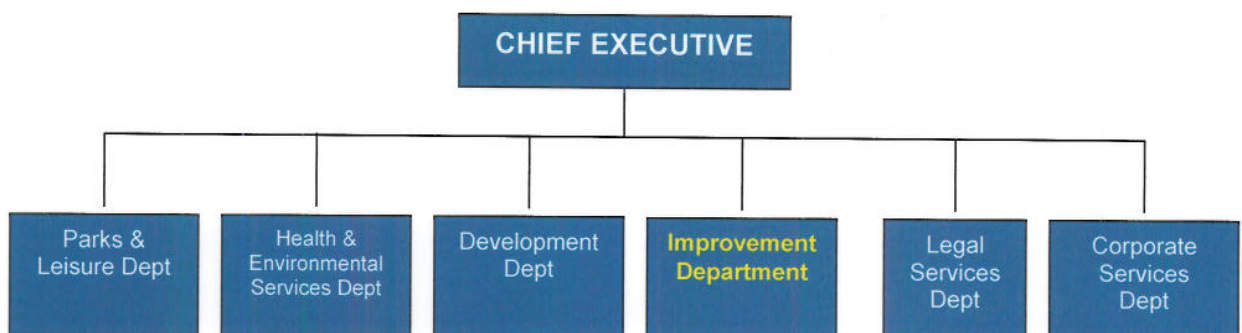 CHIEF EXECUTIVE
Parks &
Leisure Dept
Health &
Environmental
Services Dept
Development
Dept
Improvement
Department
Legal
Services
Dept
Corporate
Services
Dept